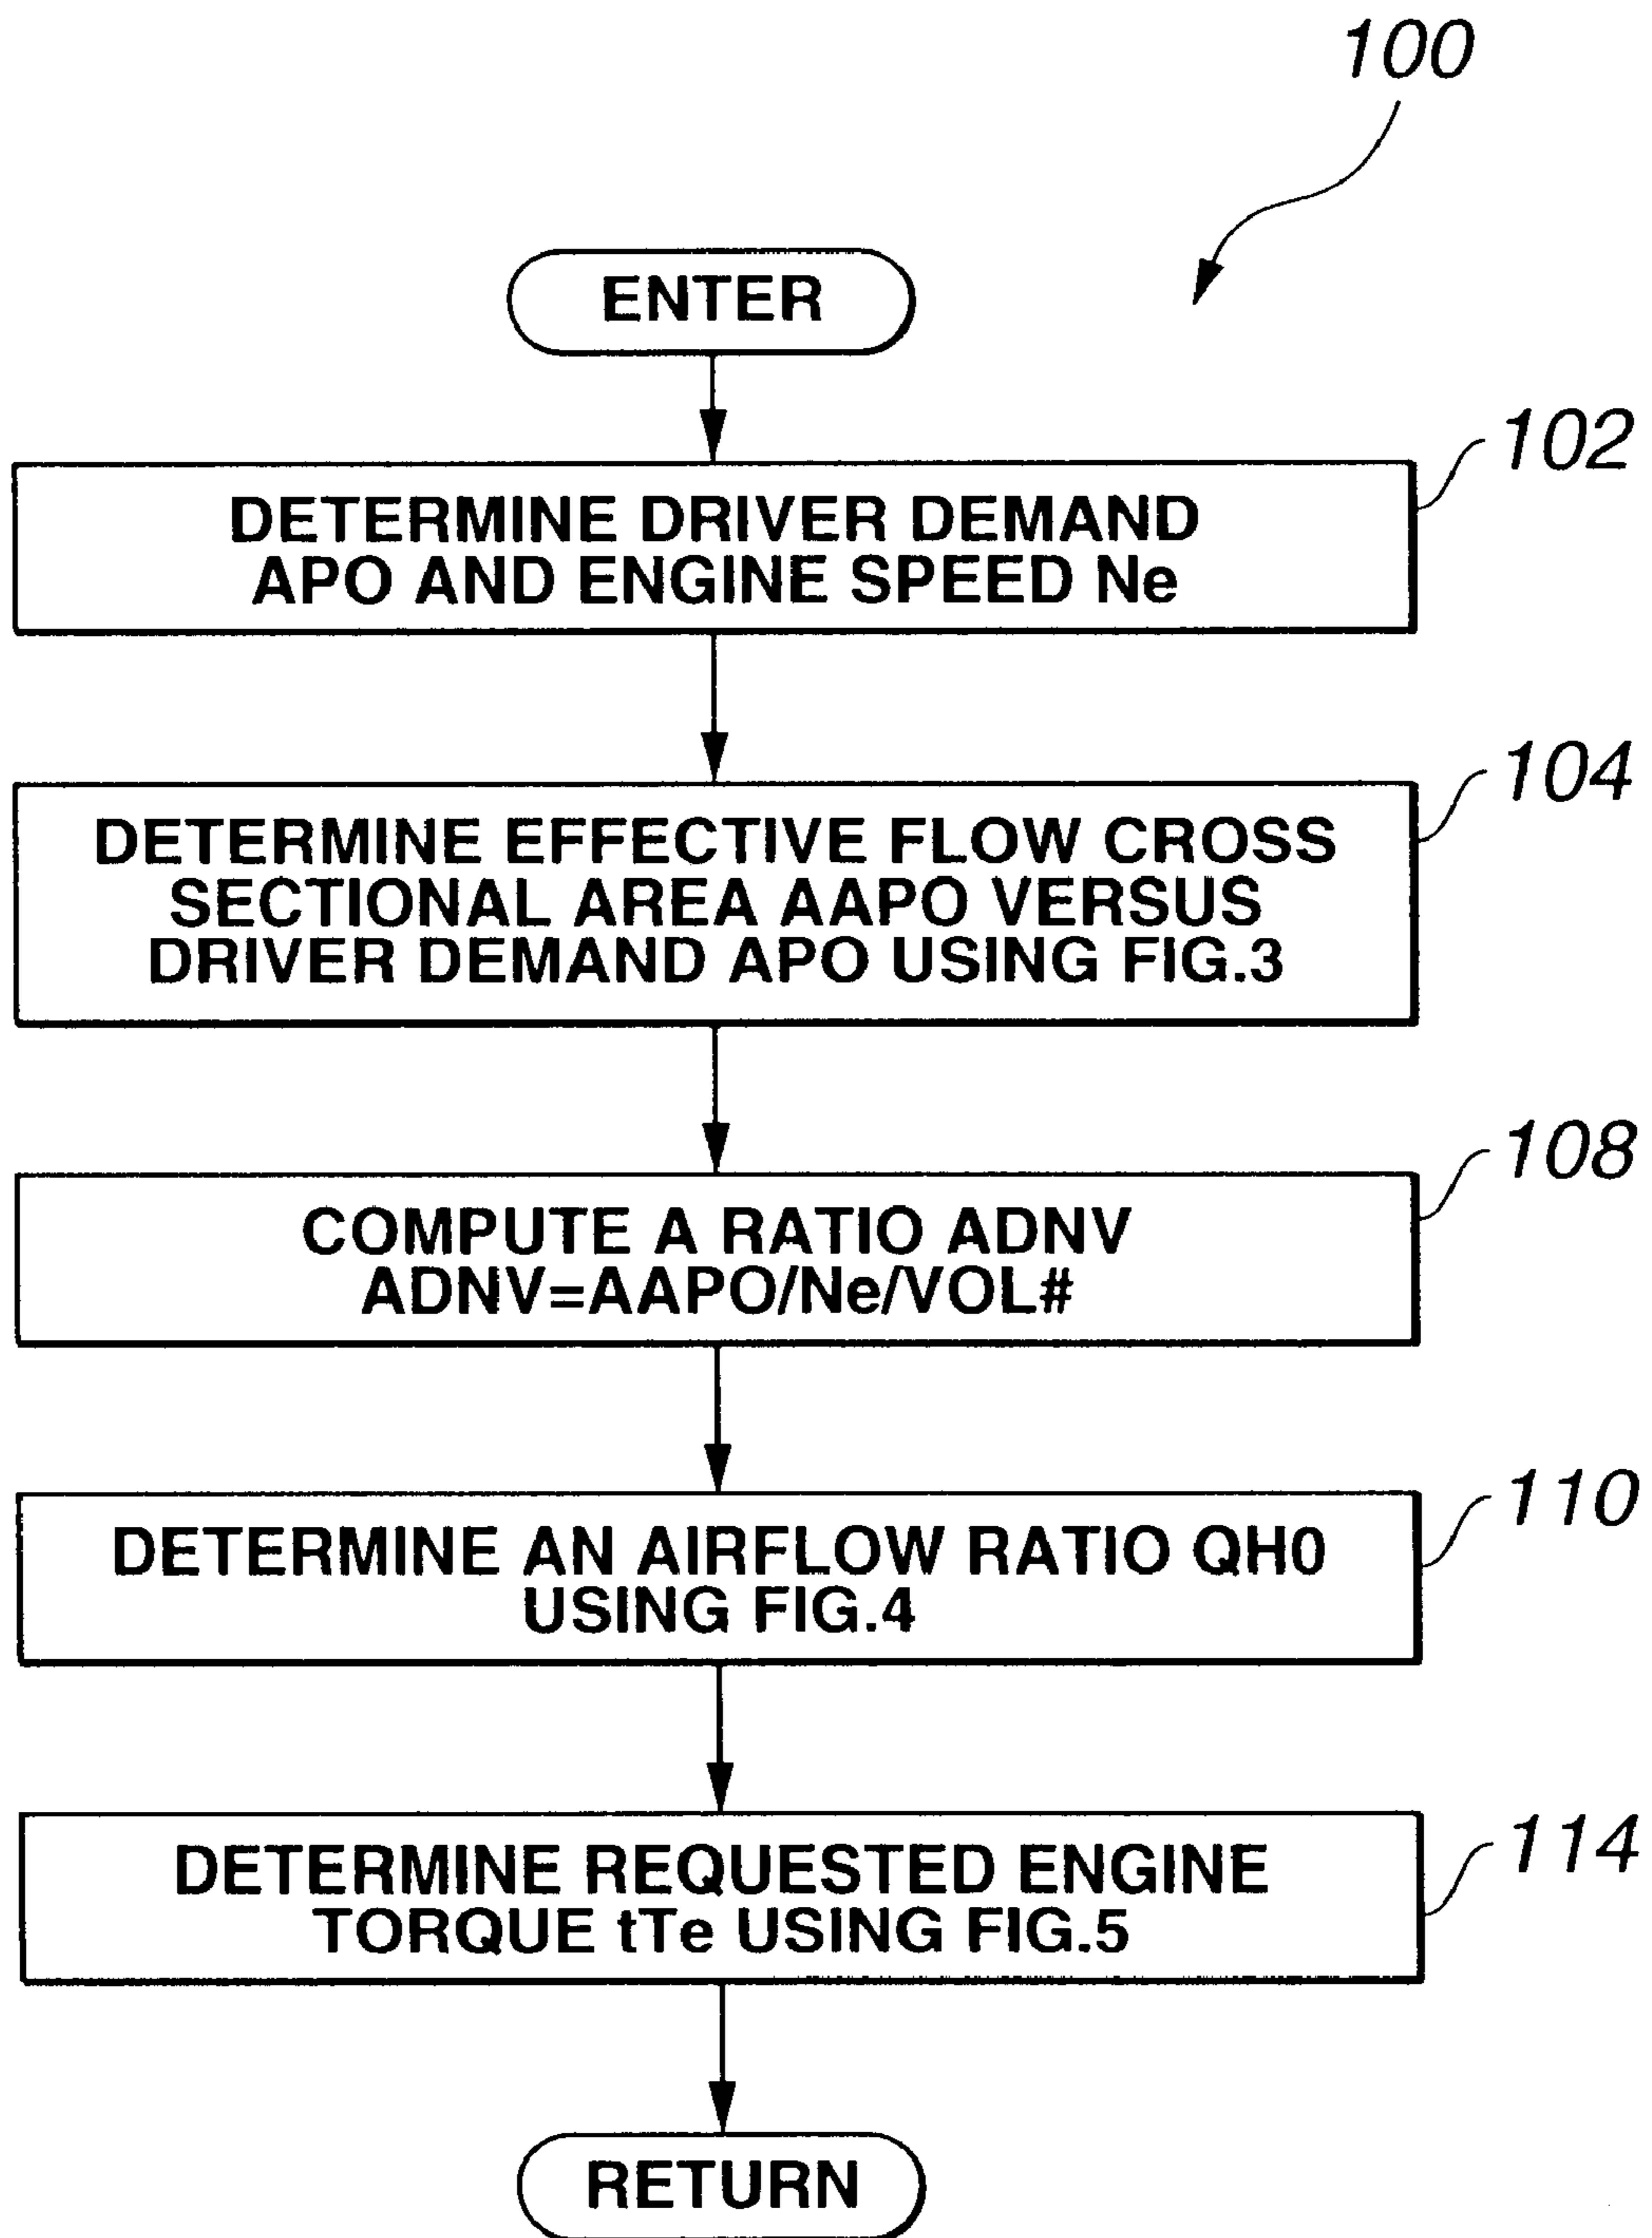 100
ENTER
102
DETERMINE DRIVER DEMAND
APO AND ENGINE SPEED Ne
104
DETERMINE EFFECTIVE FLOW CROSS
SECTIONAL AREA AAPO VERSUS
DRIVER DEMAND APO USING FIG.3
108
COMPUTE A RATIO ADNV
ADNV=AAPO/Ne/VOL#
110
DETERMINE AN AIRFLOW RATIO QH0
USING FIG.4
114
DETERMINE REQUESTED ENGINE
TORQUE tTe USING FIG.5
RETURN